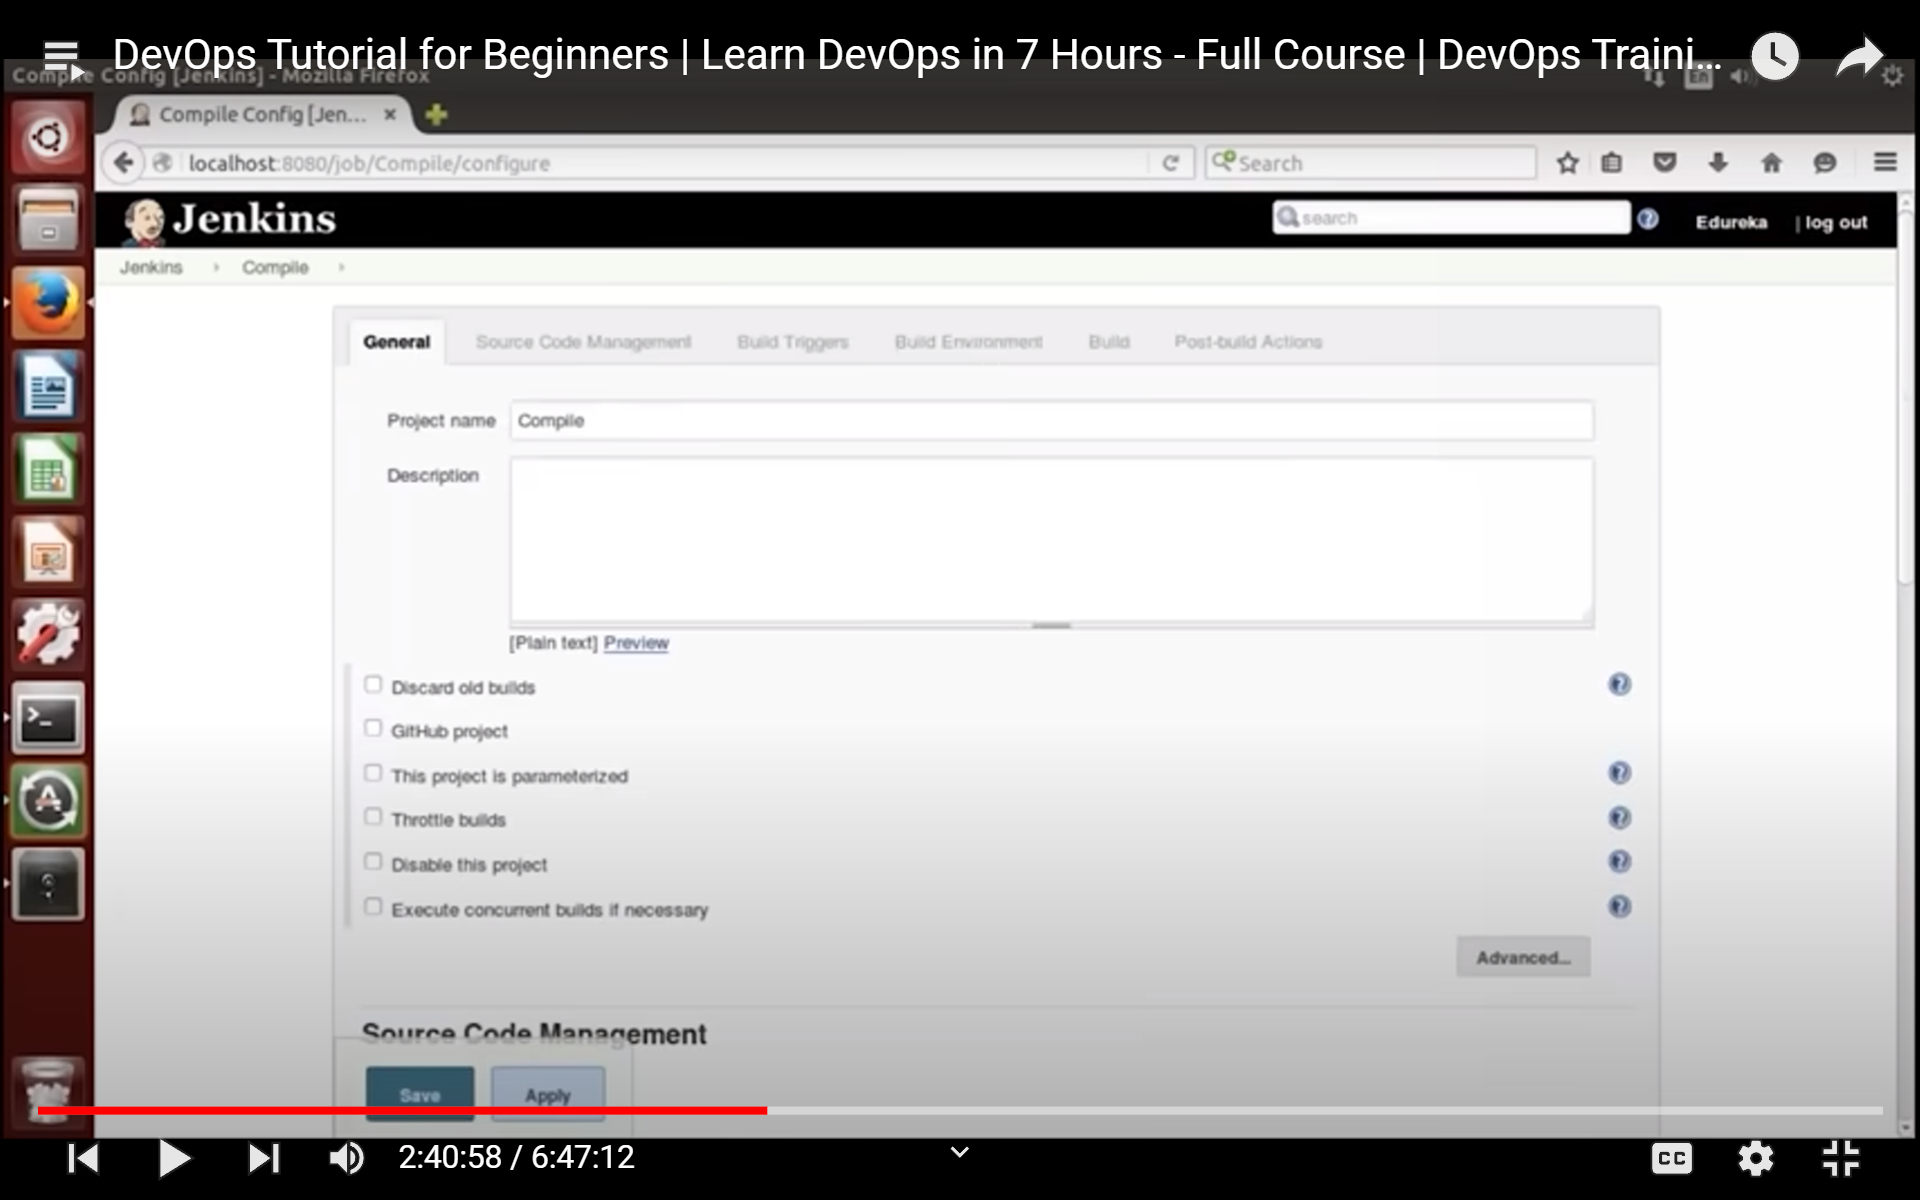 DevOps Tutorial for Beginners | Learn DevOps in 7 Hours - Full Course | DevOps Traini...
Compile Config [Jenkins] - Mozilla Firefox
En
Compile Config [Jen...
localhost:8080/job/Compile/configure
Search
Jenkins
search
Edureka
| log out
Jenkins
Compile
General
Source Code Management
Build Triggers
Build Environment
Build
Post-build Actions
Project name
Compile
Description
[Plain text] Preview
Discard old builds
GitHub project
This project is parameterized
Throttle builds
Disable this project
Execute concurrent builds if necessary
Advanced...
Source Code Management
Save
Apply
2:40:58 / 6:47:12
CC